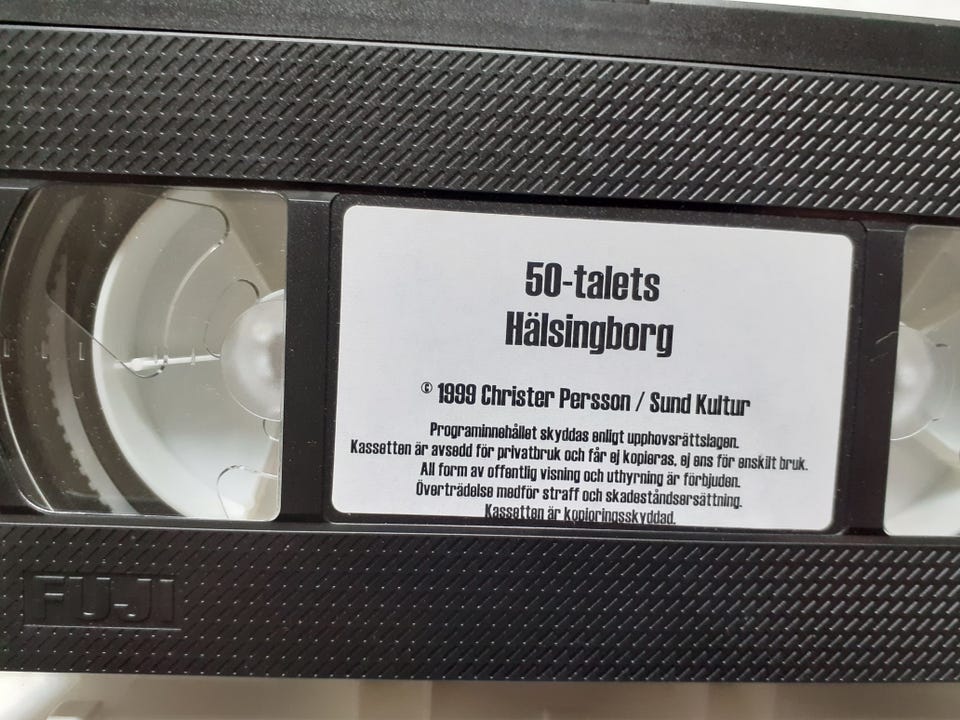 50-talets
Hälsingborg
© 1999 Christer Persson / Sund Kultur
Programinnehållet skyddas enligt upphovsrättslagen.
Kassetten är avsedd för privatbruk och får ej kopieras, ej ens för enskilt bruk.
All form av offentlig visning och uthyrning är förbjuden.
Överträdelse medför straff och skadeståndsersättning.
Kassetten är kopieringsskyddad.
FUJI